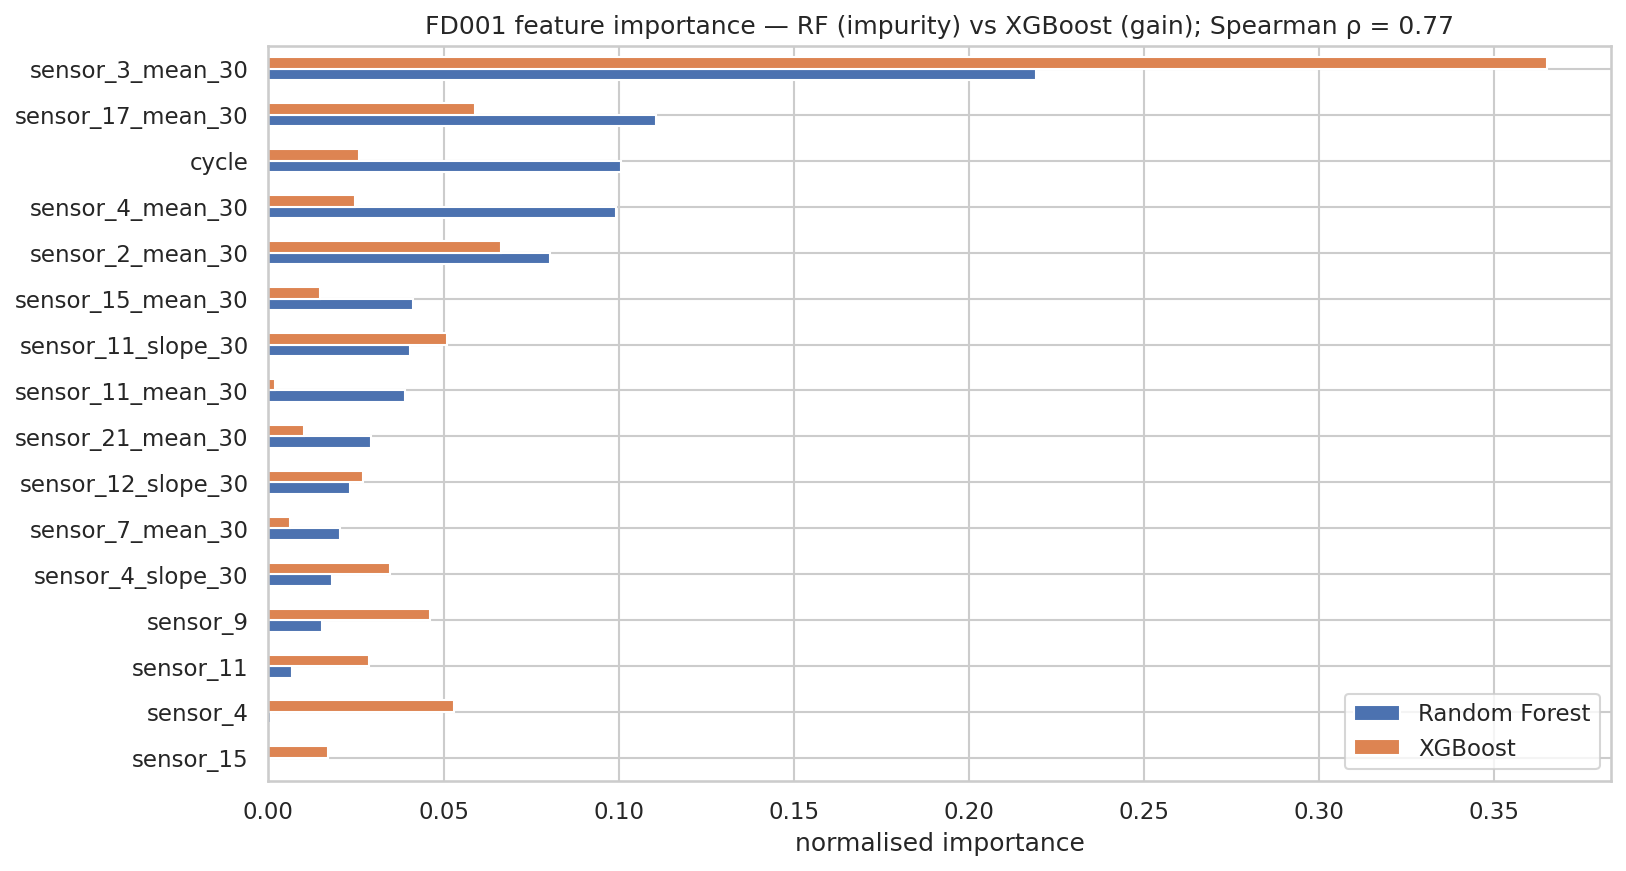 FD001 feature importance — RF (impurity) vs XGBoost (gain); Spearman ρ = 0.77
sensor_3_mean_30
sensor_17_mean_30
cycle
sensor_4_mean_30
sensor_2_mean_30
sensor_15_mean_30
sensor_11_slope_30
sensor_11_mean_30
sensor_21_mean_30
sensor_12_slope_30
sensor_7_mean_30
sensor_4_slope_30
sensor_9
sensor_11
sensor_4
sensor_15
Random Forest
XGBoost
0.00 0.05 0.10 0.15 0.20 0.25 0.30 0.35
normalised importance